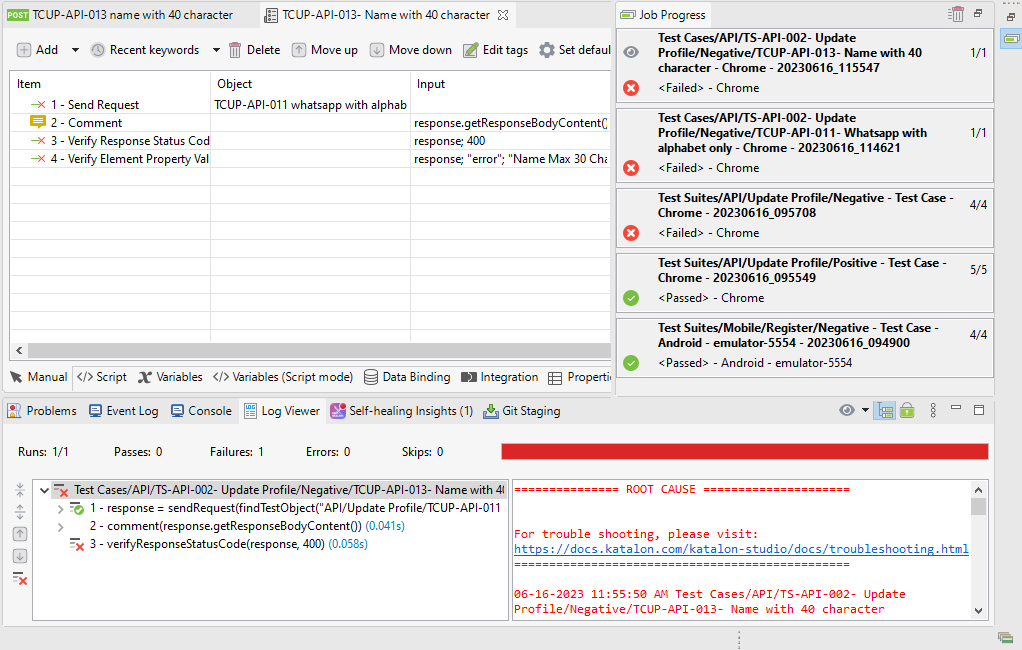 POST TCUP-API-013 name with 40 character
TCUP-API-013- Name with 40 character
Add
Recent keywords
Delete
Move up
Move down
Edit tags
Set defaul
Item Object Input
1 - Send Request TCUP-API-011 whatsapp with alphab
2 - Comment response.getResponseBodyContent()
3 - Verify Response Status Cod response; 400
4 - Verify Element Property Val response; "error"; "Name Max 30 Cha
Manual
Script
Variables
Variables (Script mode)
Data Binding
Integration
Properti
Job Progress
Test Cases/API/TS-API-002- Update
Profile/Negative/TCUP-API-013- Name with 40 1/1
character - Chrome - 20230616_115547
<Failed> - Chrome
Test Cases/API/TS-API-002- Update
Profile/Negative/TCUP-API-011- Whatsapp with 1/1
alphabet only - Chrome - 20230616_114621
<Failed> - Chrome
Test Suites/API/Update Profile/Negative - Test Case - 4/4
Chrome - 20230616_095708
<Failed> - Chrome
Test Suites/API/Update Profile/Positive - Test Case - 5/5
Chrome - 20230616_095549
<Passed> - Chrome
Test Suites/Mobile/Register/Negative - Test Case - 4/4
Android - emulator-5554 - 20230616_094900
<Passed> - Android - emulator-5554
Problems
Event Log
Console
Log Viewer
Self-healing Insights (1)
Git Staging
Runs: 1/1 Passes: 0 Failures: 1 Errors: 0 Skips: 0
Test Cases/API/TS-API-002- Update Profile/Negative/TCUP-API-013- Name with 40
1 - response = sendRequest(findTestObject("API/Update Profile/TCUP-API-011
2 - comment(response.getResponseBodyContent()) (0.041s)
3 - verifyResponseStatusCode(response, 400) (0.058s)
=============== ROOT CAUSE =====================
For trouble shooting, please visit:
https://docs.katalon.com/katalon-studio/docs/troubleshooting.html
================================================
06-16-2023 11:55:50 AM Test Cases/API/TS-API-002- Update
Profile/Negative/TCUP-API-013- Name with 40 character